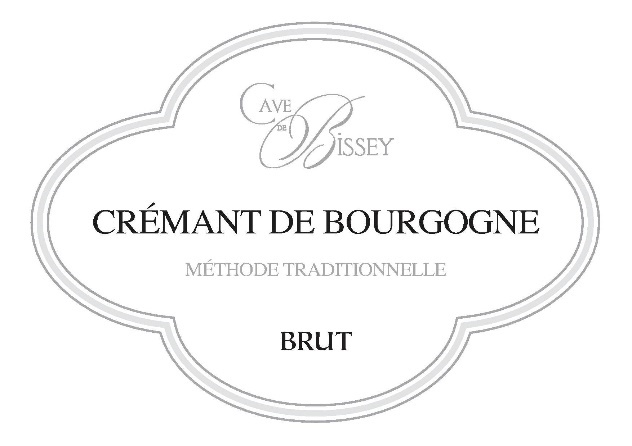 CAVE
DE
BISSEY
CRÉMANT DE BOURGOGNE
MÉTHODE TRADITIONNELLE
BRUT